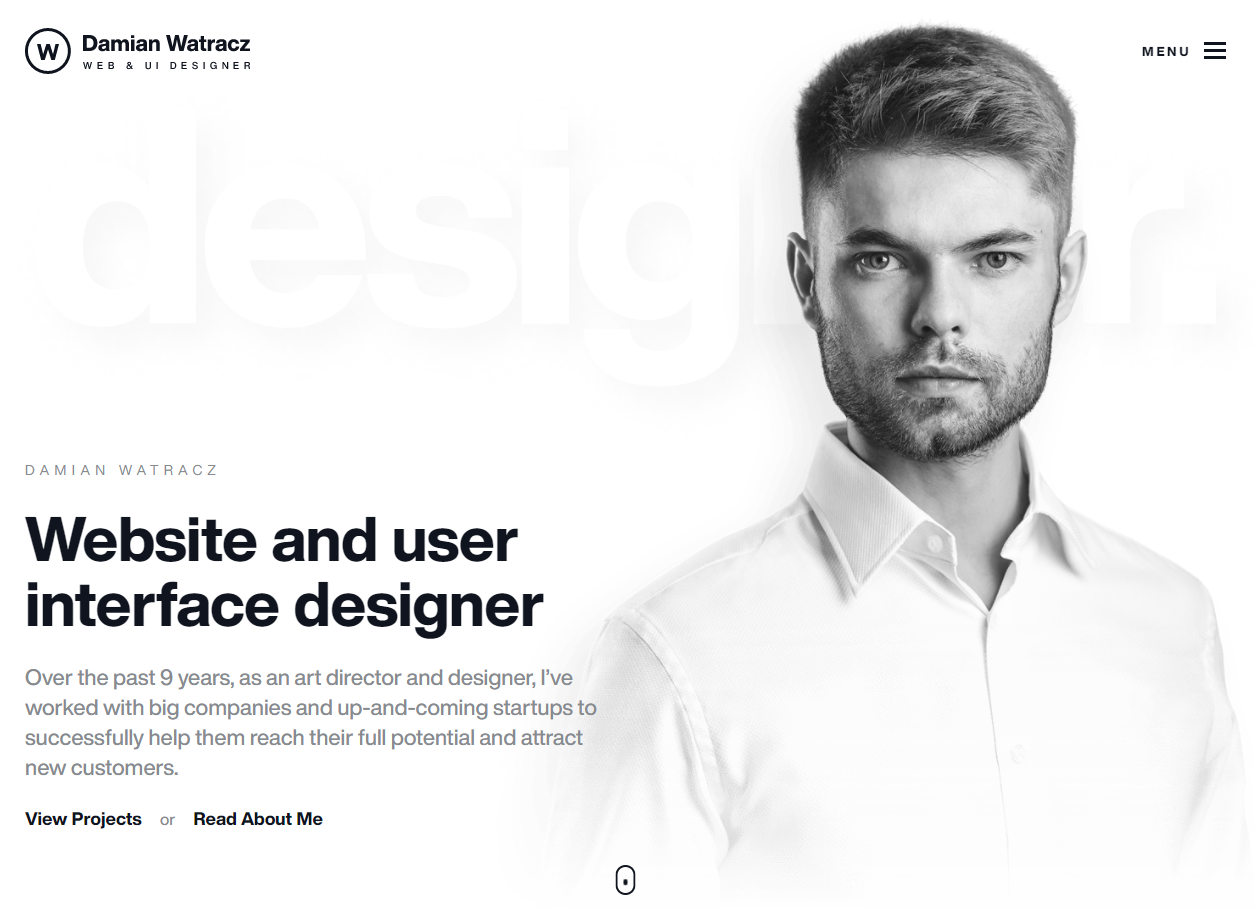 W
Damian Watracz
WEB & UI DESIGNER
MENU
designer.
DAMIAN WATRACZ
Website and user
interface designer
Over the past 9 years, as an art director and designer, I’ve
worked with big companies and up-and-coming startups to
successfully help them reach their full potential and attract
new customers.
View Projects or Read About Me